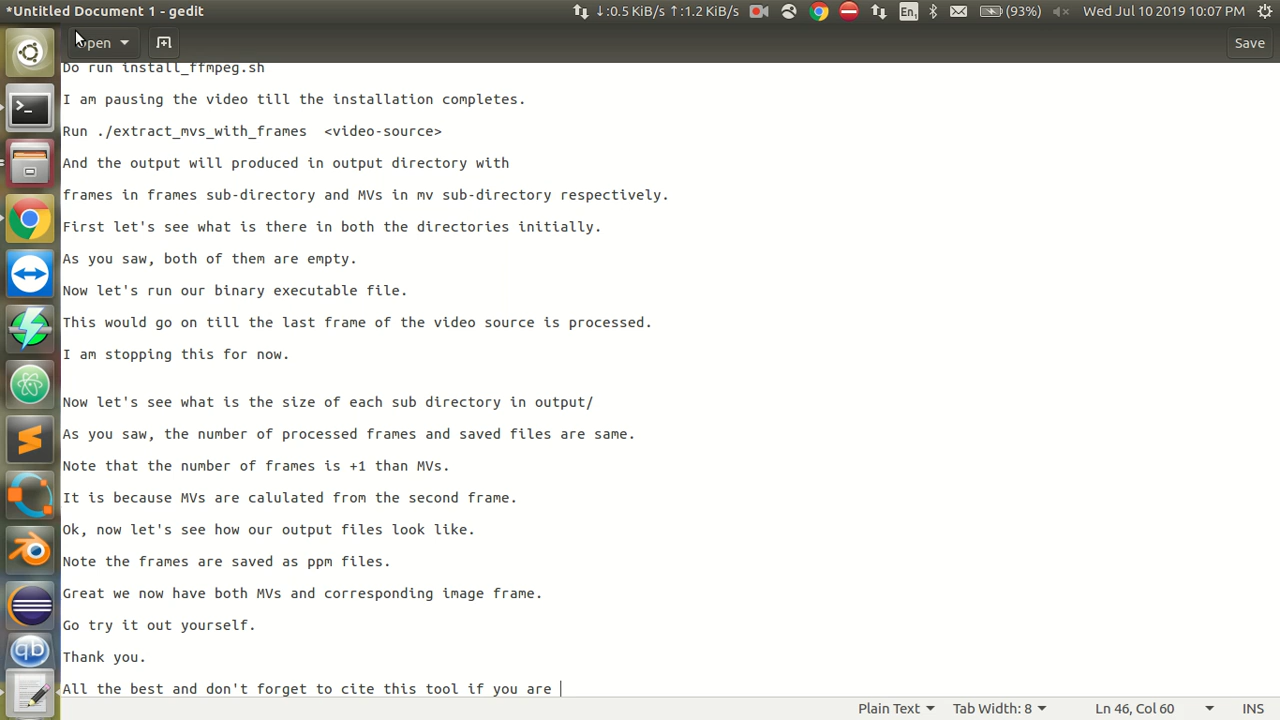 *Untitled Document 1 - gedit
↓:0.5 KiB/s ↑:1.2 KiB/s
En₁
(93%)
Wed Jul 10 2019 10:07 PM
Open
Save
Do run install_ffmpeg.sh
I am pausing the video till the installation completes.
Run ./extract_mvs_with_frames  <video-source>
And the output will produced in output directory with
frames in frames sub-directory and MVs in mv sub-directory respectively.
First let's see what is there in both the directories initially.
As you saw, both of them are empty.
Now let's run our binary executable file.
This would go on till the last frame of the video source is processed.
I am stopping this for now.
Now let's see what is the size of each sub directory in output/
As you saw, the number of processed frames and saved files are same.
Note that the number of frames is +1 than MVs.
It is because MVs are calulated from the second frame.
Ok, now let's see how our output files look like.
Note the frames are saved as ppm files.
Great we now have both MVs and corresponding image frame.
Go try it out yourself.
Thank you.
All the best and don't forget to cite this tool if you are
qb
Plain Text
Tab Width: 8
Ln 46, Col 60
INS